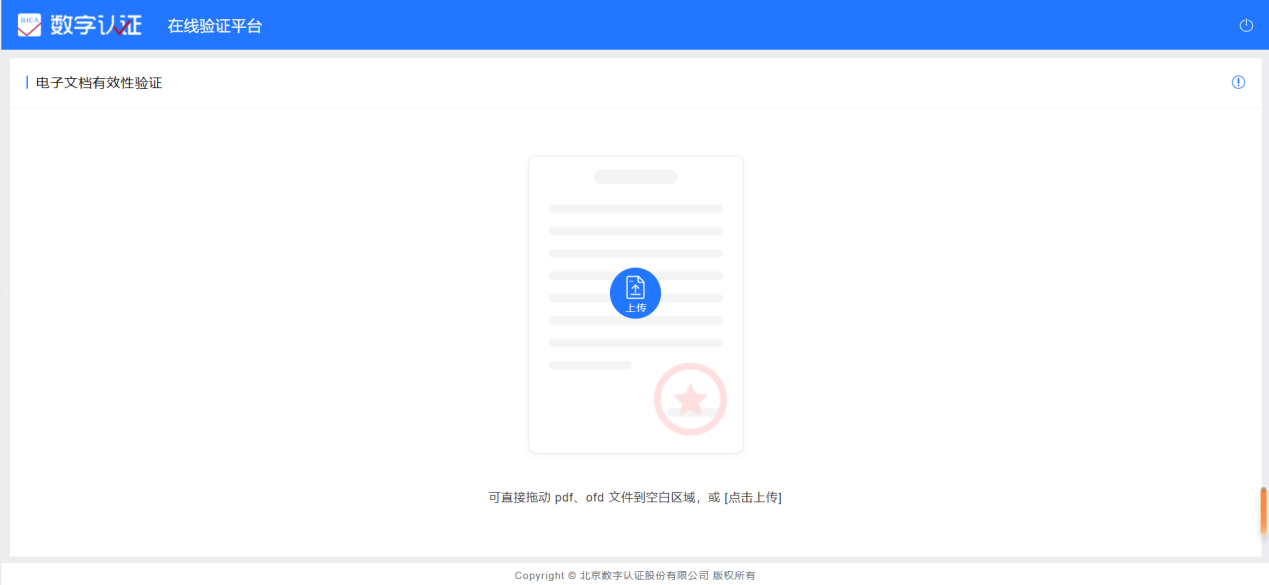 BJCA 数字认证 在线验证平台
电子文档有效性验证
上传
可直接拖动 pdf、ofd 文件到空白区域，或 [点击上传]
Copyright © 北京数字认证股份有限公司 版权所有